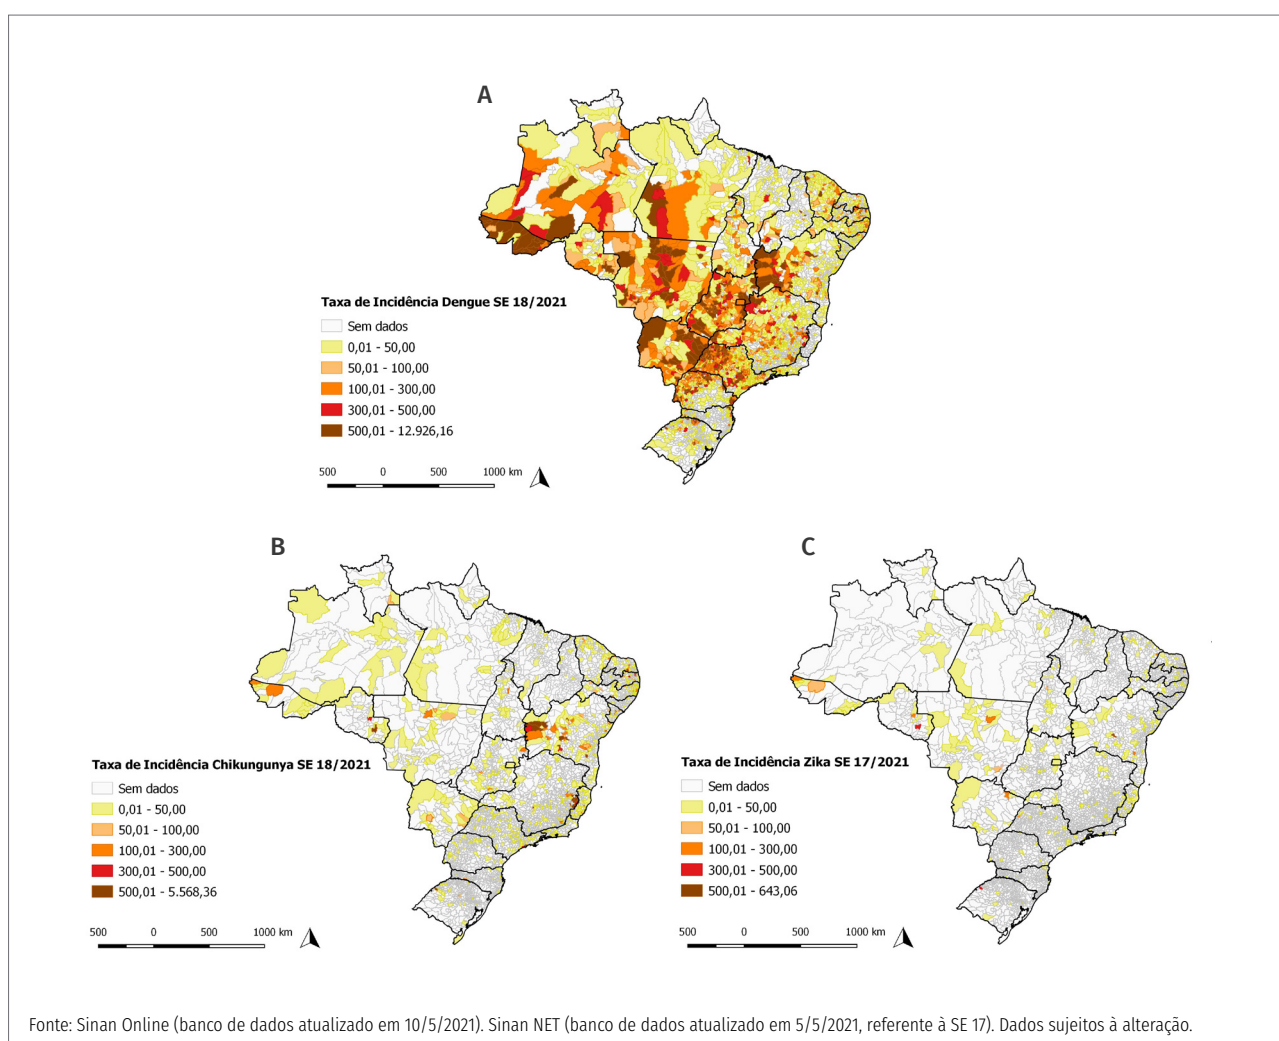 A
Taxa de Incidência Dengue SE 18/2021
Sem dados
0,01 - 50,00
50,01 - 100,00
100,01 - 300,00
300,01 - 500,00
500,01 - 12.926,16
500 0 500 1000 km
B
Taxa de Incidência Chikungunya SE 18/2021
Sem dados
0,01 - 50,00
50,01 - 100,00
100,01 - 300,00
300,01 - 500,00
500,01 - 5.568,36
500 0 500 1000 km
C
Taxa de Incidência Zika SE 17/2021
Sem dados
0,01 - 50,00
50,01 - 100,00
100,01 - 300,00
300,01 - 500,00
500,01 - 643,06
500 0 500 1000 km
Fonte: Sinan Online (banco de dados atualizado em 10/5/2021). Sinan NET (banco de dados atualizado em 5/5/2021, referente à SE 17). Dados sujeitos à alteração.